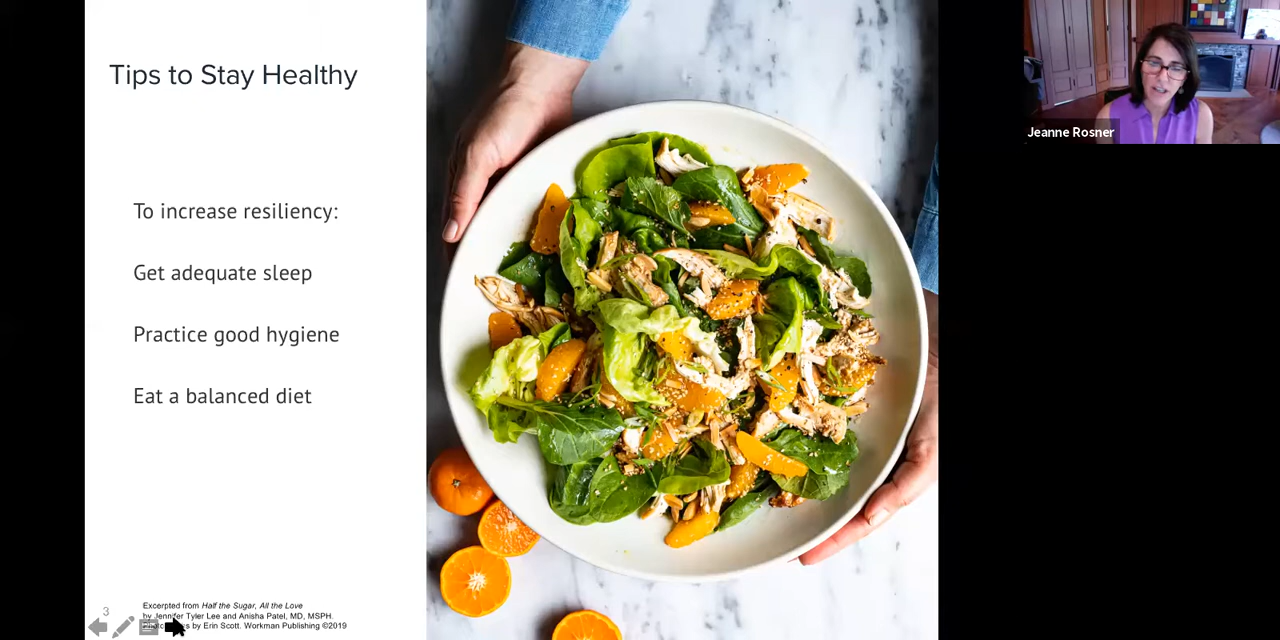 Tips to Stay Healthy
To increase resiliency:
Get adequate sleep
Practice good hygiene
Eat a balanced diet
3
Excerpted from Half the Sugar, All the Love
by Jennifer Tyler Lee and Anisha Patel, MD, MSPH.
by Erin Scott. Workman Publishing ©2019
Jeanne Rosner